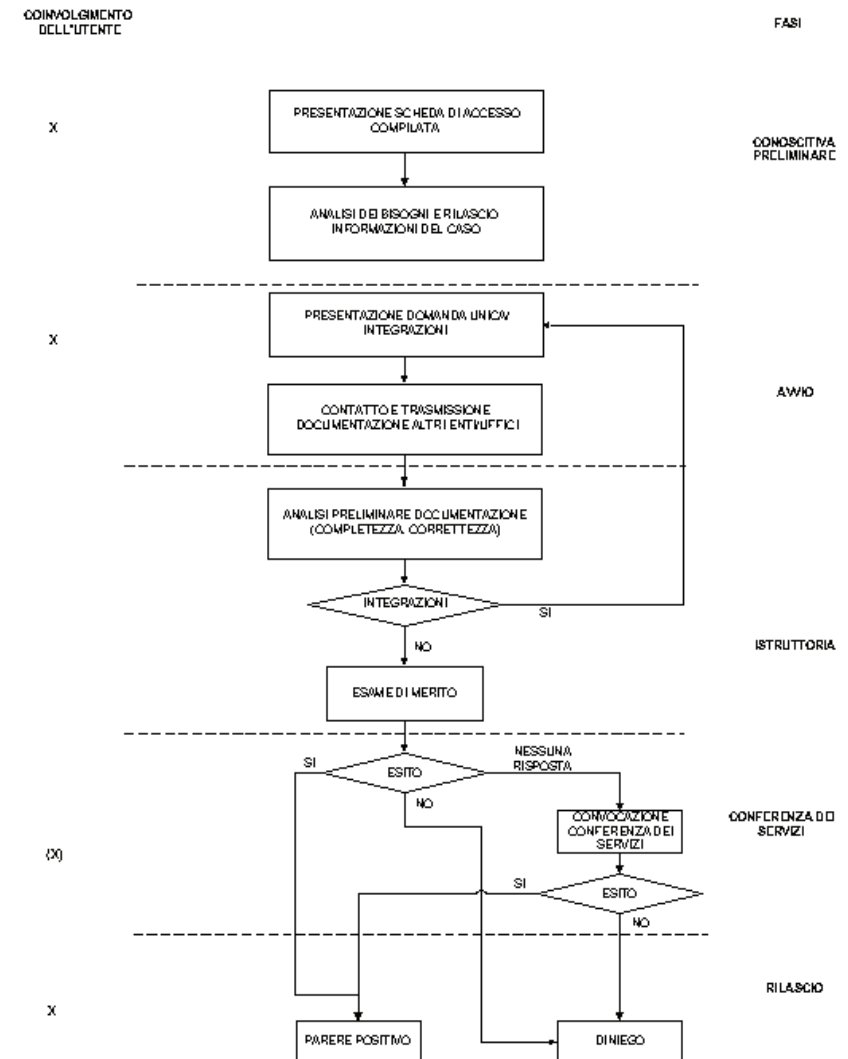 COINVOLGIMENTO
DELL'UTENTE
FASI
X
PRESENTAZIONE SCHEDA DI ACCESSO
COMPILATA
CONOSCITIVA
PRELIMINARE
ANALISI DEI BISOGNI E RILASCIO
INFORMAZIONI DEL CASO
X
PRESENTAZIONE DOMANDA UNICA/
INTEGRAZIONI
AVVIO
CONTATTO E TRASMISSIONE
DOCUMENTAZIONE ALTRI ENTI/UFFICI
ANALISI PRELIMINARE DOCUMENTAZIONE
(COMPLETEZZA, CORRETTEZZA)
INTEGRAZIONI
SI
NO
ISTRUTTORIA
ESAME DI MERITO
SI
ESITO
NESSUNA
RISPOSTA
NO
CONVOCAZIONE
CONFERENZA DEI
SERVIZI
CONFERENZA DEI
SERVIZI
(X)
SI
ESITO
NO
RILASCIO
X
PARERE POSITIVO
DINIEGO